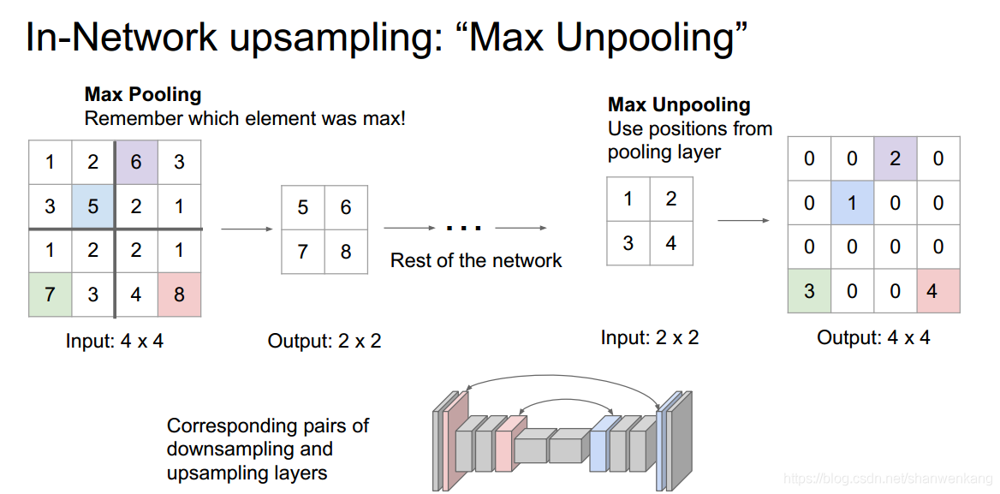 In-Network upsampling: “Max Unpooling”
Max Pooling
Remember which element was max!
1 2 6 3
3 5 2 1
1 2 2 1
7 3 4 8
Input: 4 x 4
5 6
7 8
Output: 2 x 2
...
Rest of the network
Max Unpooling
Use positions from
pooling layer
1 2
3 4
Input: 2 x 2
0 0 2 0
0 1 0 0
0 0 0 0
3 0 0 4
Output: 4 x 4
Corresponding pairs of
downsampling and
upsampling layers
https://blog.csdn.net/shanwenkang